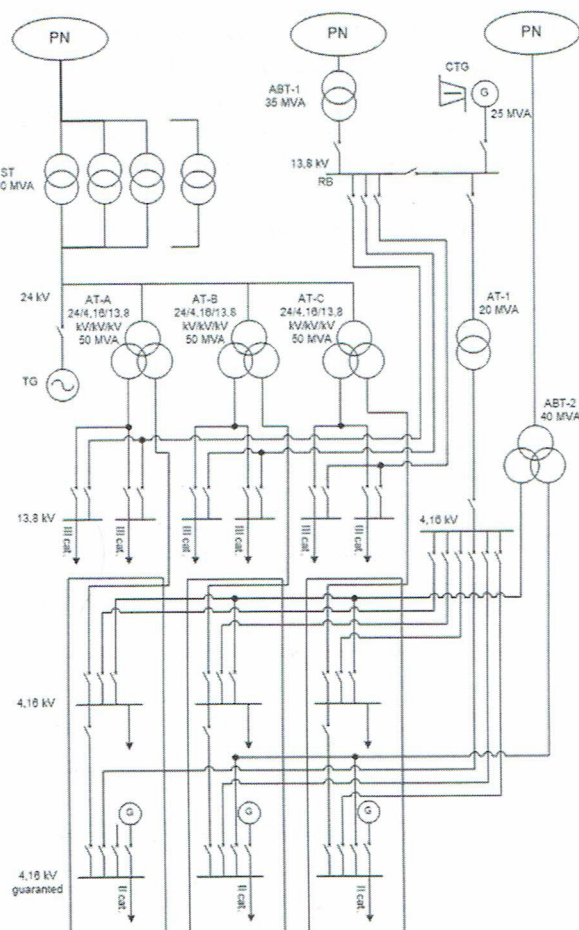 PN
PN
PN
ABT-1
35 MVA
CTG
G
25 MVA
ST
0 MVA
13,8 kV
RB
24 kV
AT-A
24/4,16/13,8
kV/kV/kV
50 MVA
AT-B
24/4,16/13,8
kV/kV/kV
50 MVA
AT-C
24/4,16/13,8
kV/kV/kV
50 MVA
AT-1
20 MVA
TG
ABT-2
40 MVA
13,8 kV
III cat.
III cat.
III cat.
III cat.
III cat.
III cat.
4,16 kV
4,16 kV
G
G
G
4,16 kV
guaranted
II cat.
II cat.
II cat.